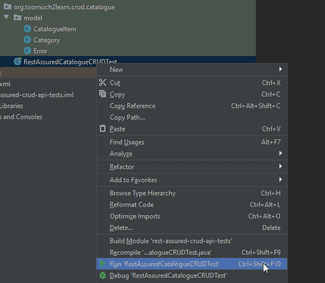 org.toomuch2learn.crud.catalogue
model
CatalogueItem
Category
Error
RestAssuredCatalogueCRUDTest
New
xml
Cut Ctrl+X
assured-crud-api-tests.iml
Copy Ctrl+C
Libraries
Copy Reference Ctrl+Alt+Shift+C
s and Consoles
Copy Path...
Paste Ctrl+V
Find Usages Alt+F7
Analyze
Refactor
Add to Favorites
Browse Type Hierarchy Ctrl+H
Reformat Code Ctrl+Alt+L
Optimize Imports Ctrl+Alt+O
Delete... Delete
Build Module 'rest-assured-crud-api-tests'
Recompile '...alogueCRUDTest.java' Ctrl+Shift+F9
Run 'RestAssuredCatalogueCRUDTest' Ctrl+Shift+F10
Debug 'RestAssuredCatalogueCRUDTest'